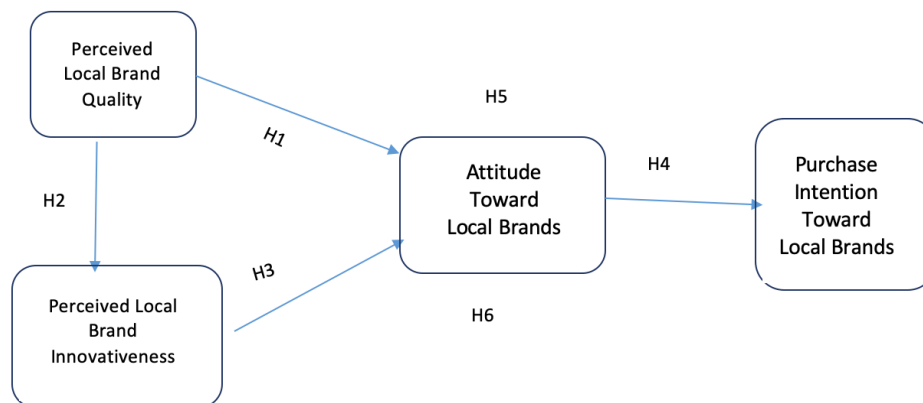 Perceived
Local Brand
Quality
H5
H1
Attitude
Toward
Local Brands
H4
Purchase
Intention
Toward
Local Brands
H2
H3
Perceived Local
Brand
Innovativeness
H6